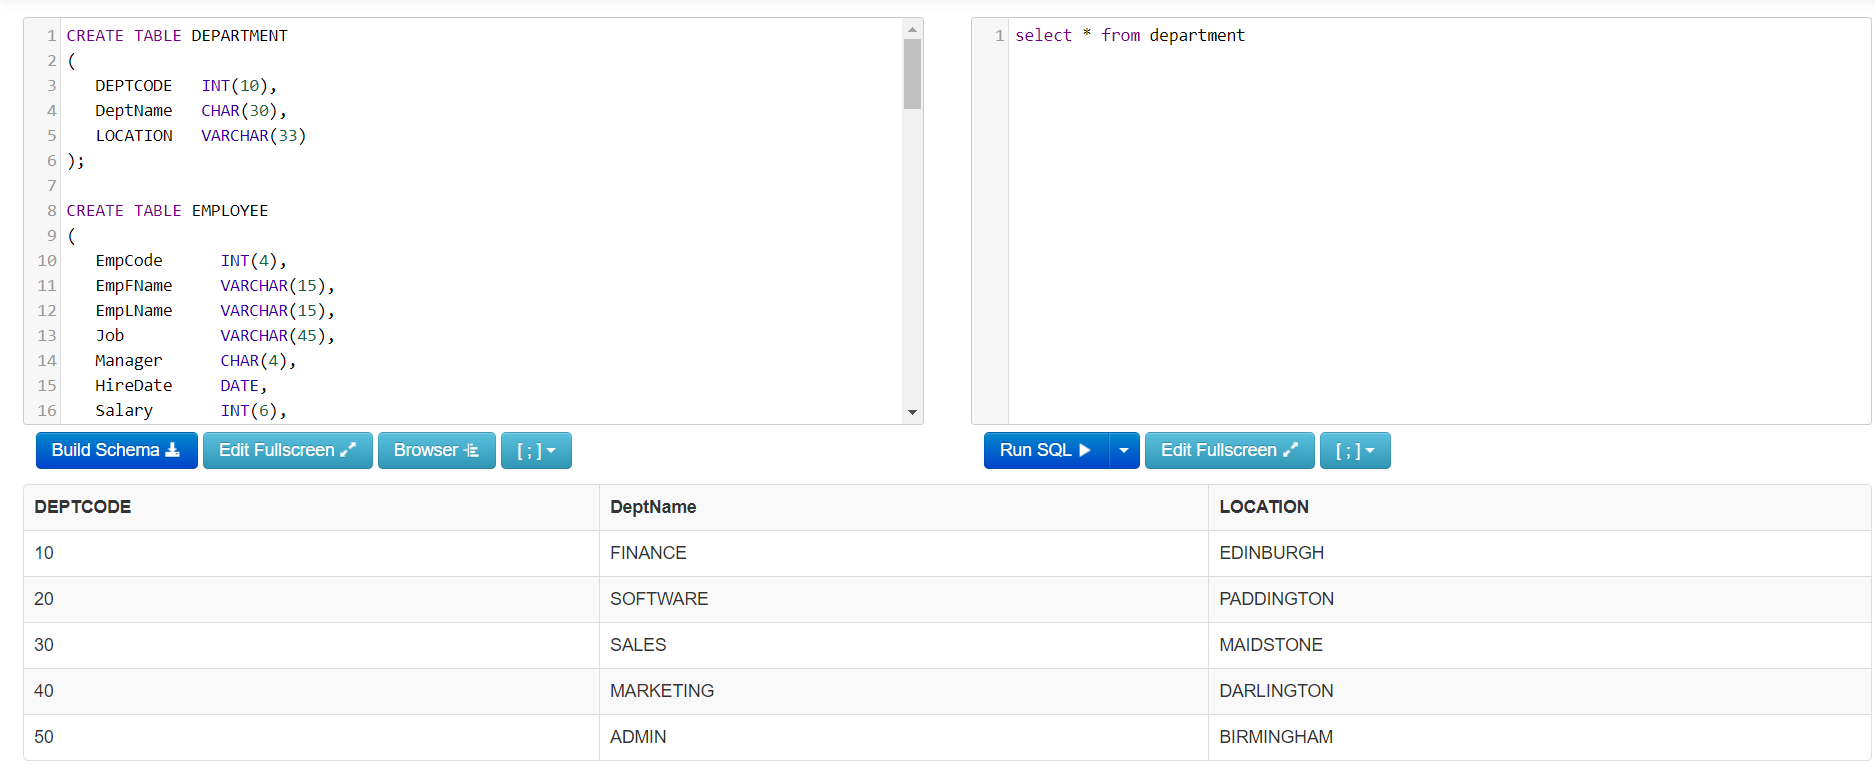 1 CREATE TABLE DEPARTMENT
2 (
3 DEPTCODE INT(10),
4 DeptName CHAR(30),
5 LOCATION VARCHAR(33)
6 );
7
8 CREATE TABLE EMPLOYEE
9 (
10 EmpCode INT(4),
11 EmpFName VARCHAR(15),
12 EmpLName VARCHAR(15),
13 Job VARCHAR(45),
14 Manager CHAR(4),
15 HireDate DATE,
16 Salary INT(6),
Build Schema Edit Fullscreen Browser [ ; ]
1 select * from department
Run SQL Edit Fullscreen [ ; ]
DEPTCODE DeptName LOCATION
10 FINANCE EDINBURGH
20 SOFTWARE PADDINGTON
30 SALES MAIDSTONE
40 MARKETING DARLINGTON
50 ADMIN BIRMINGHAM